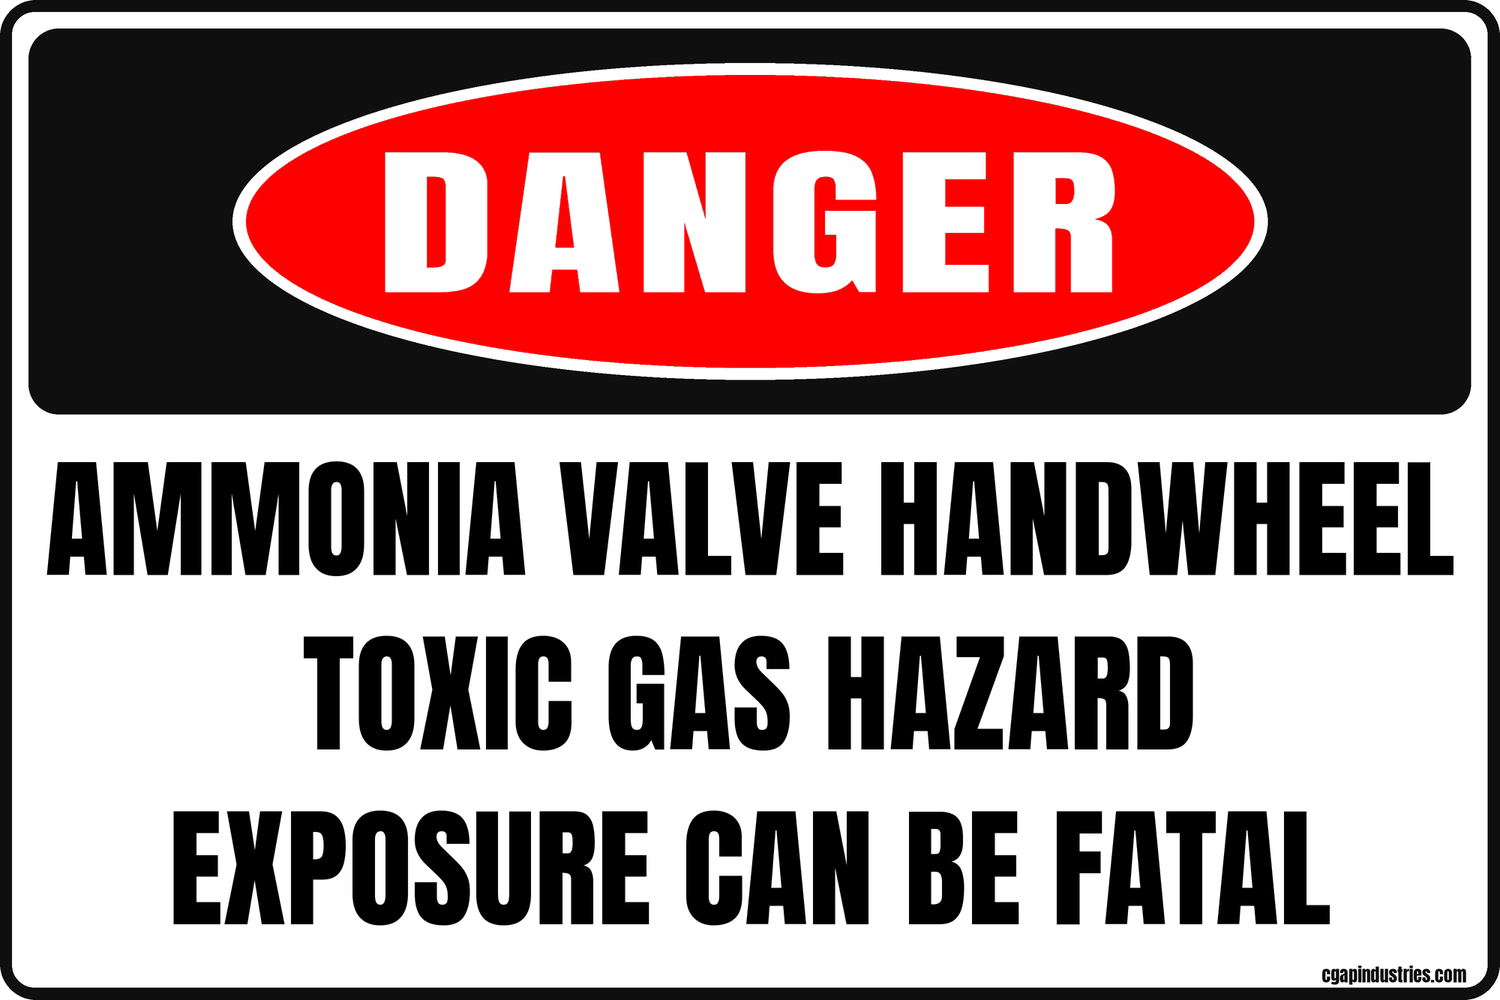 DANGER
AMMONIA VALVE HANDWHEEL
TOXIC GAS HAZARD
EXPOSURE CAN BE FATAL
cgapindustries.com